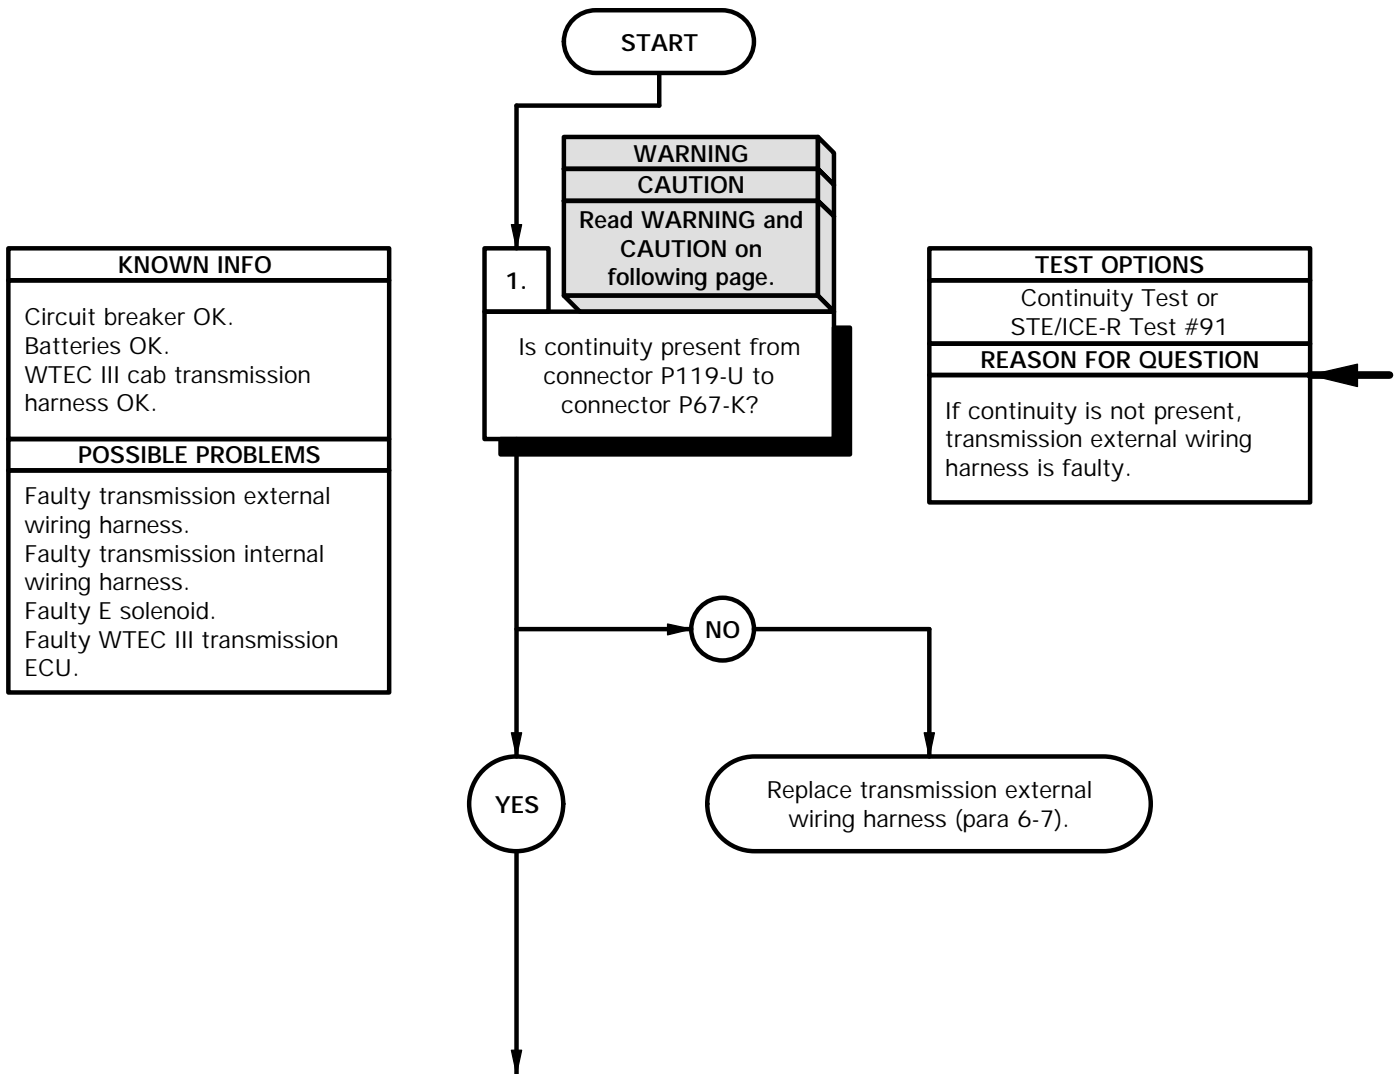 START
WARNING
CAUTION
Read WARNING and
CAUTION on
following page.
1.
Is continuity present from
connector P119-U to
connector P67-K?
KNOWN INFO
Circuit breaker OK.
Batteries OK.
WTEC III cab transmission
harness OK.
POSSIBLE PROBLEMS
Faulty transmission external
wiring harness.
Faulty transmission internal
wiring harness.
Faulty E solenoid.
Faulty WTEC III transmission
ECU.
TEST OPTIONS
Continuity Test or
STE/ICE-R Test #91
REASON FOR QUESTION
If continuity is not present,
transmission external wiring
harness is faulty.
NO
YES
Replace transmission external
wiring harness (para 6-7).